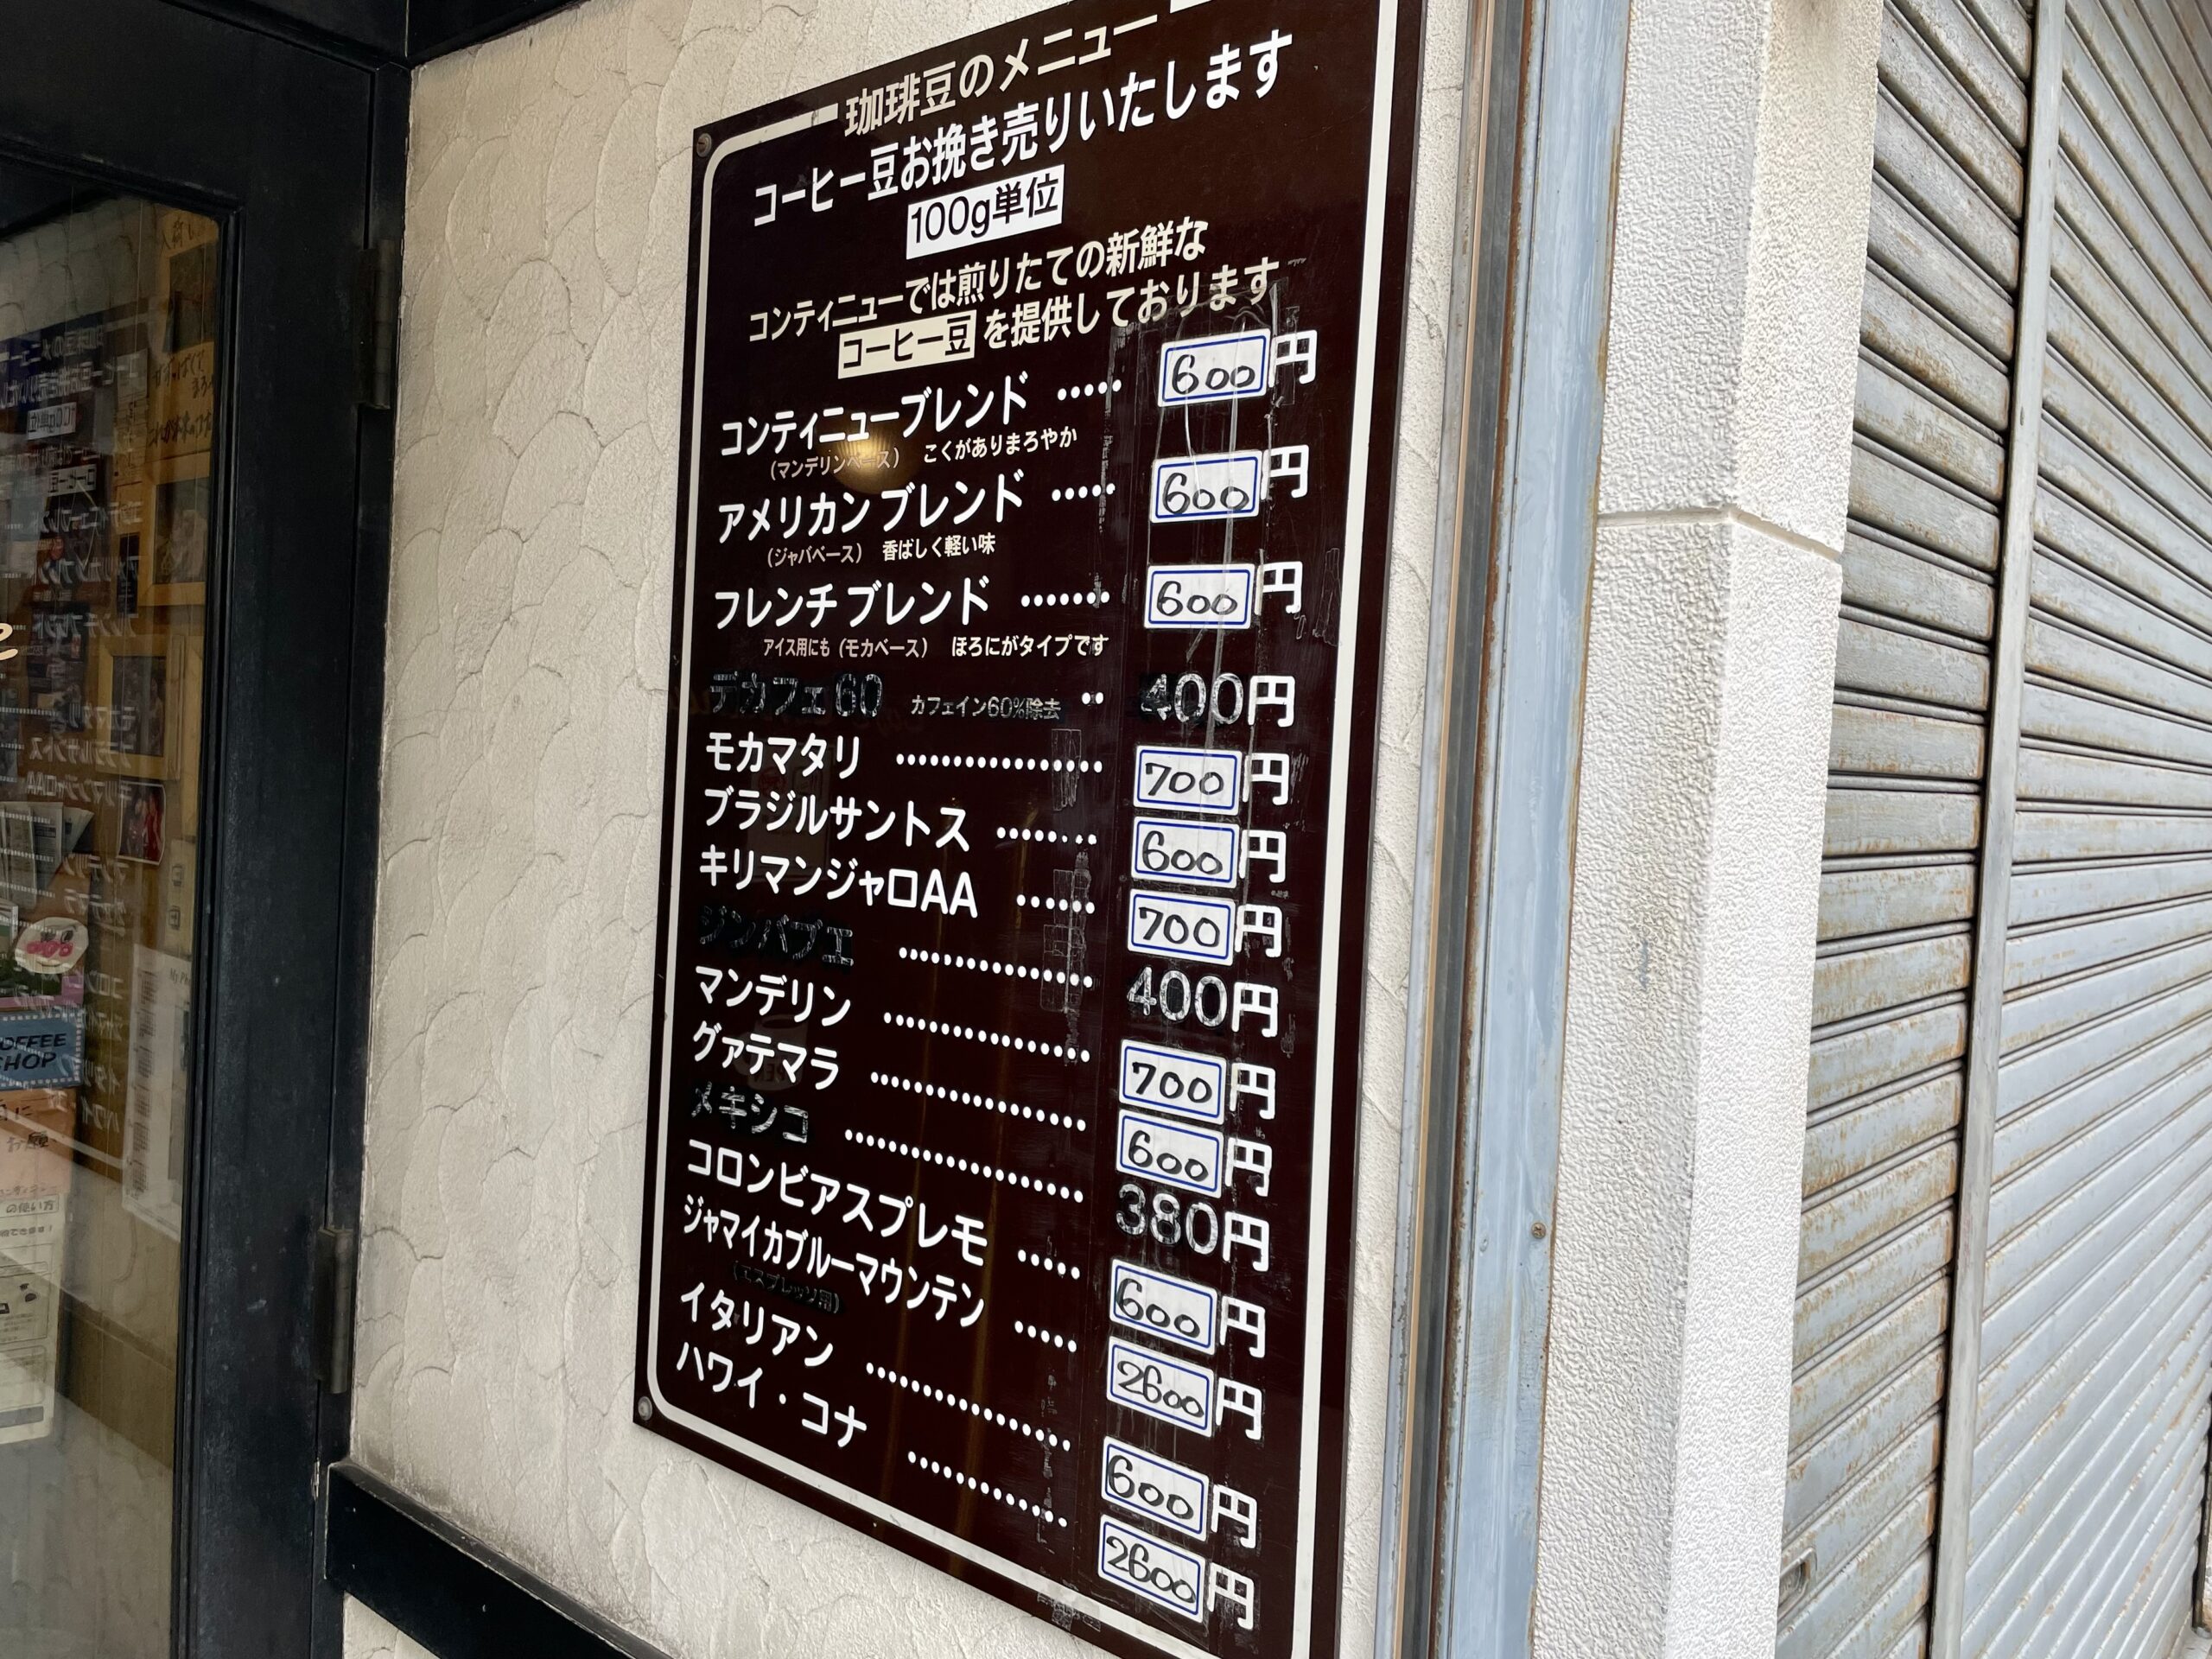 珈琲豆のメニュー
コーヒー豆お挽き売りいたします
100g単位
コンティニューでは煎りたての新鮮な
コーヒー豆を提供しております
コンティニューブレンド ····· 600円
(マンデリンベース) こくがありまろやか
アメリカンブレンド ····· 600円
(ジャバベース) 香ばしく軽い味
フレンチブレンド ······· 600円
アイス用にも(モカベース) ほろにがタイプです
デカフェ60 カフェイン60%除去 ·· 400円
モカマタリ ················· 700円
ブラジルサントス ········ 600円
キリマンジャロAA ······ 700円
ジンバブエ ················ 400円
マンデリン ················· 700円
グァテマラ ················· 600円
メキシコ ··················· 380円
コロンビアスプレモ ····· 600円
ジャマイカブルーマウンテン ····· 2600円
(エスプレッソ用)
イタリアン ················ 600円
ハワイ・コナ ············· 2600円
COFFEE
SHOP
の使い方